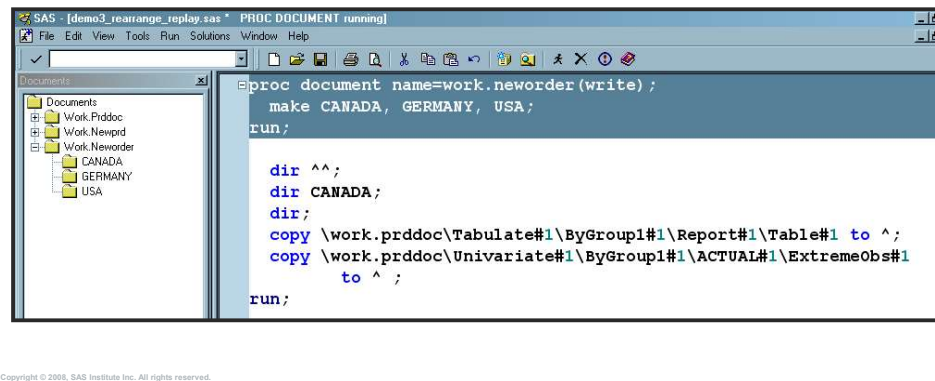 SAS - [demo3_rearrange_replay.sas * PROC DOCUMENT running]
File Edit View Tools Run Solutions Window Help
Documents
Documents
Work.Prddoc
Work.Newprd
Work.Neworder
CANADA
GERMANY
USA
proc document name=work.neworder(write);
make CANADA, GERMANY, USA;
run;
dir ^^;
dir CANADA;
dir;
copy \work.prddoc\Tabulate#1\ByGroup1#1\Report#1\Table#1 to ^;
copy \work.prddoc\Univariate#1\ByGroup1#1\ACTUAL#1\ExtremeObs#1
to ^ ;
run;
Copyright © 2008, SAS Institute Inc. All rights reserved.